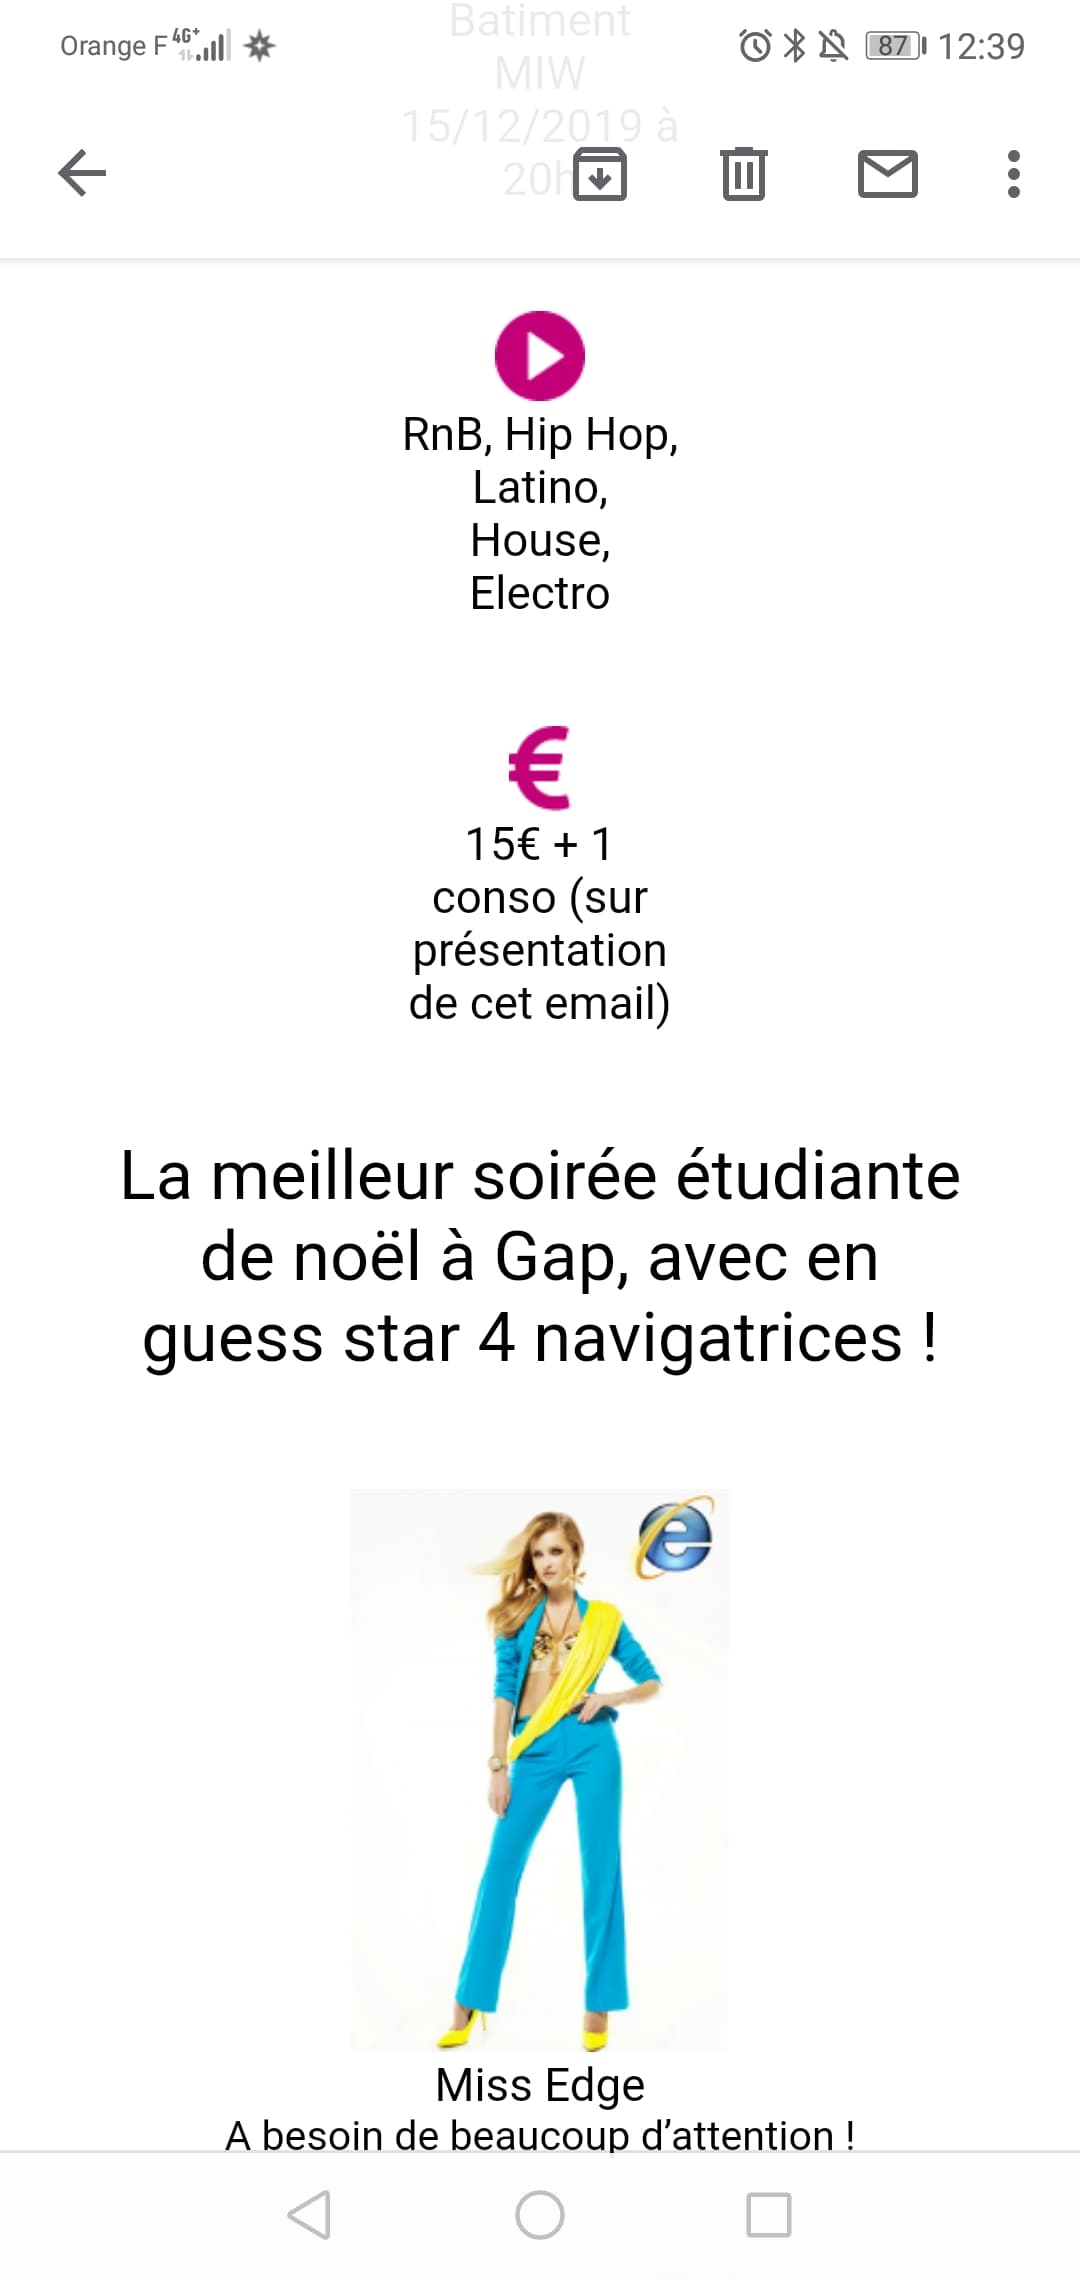 Orange F 4G+ 87 12:39
Batiment
MIW
15/12/2019 à
20h
RnB, Hip Hop,
Latino,
House,
Electro
€
15€ + 1
conso (sur
présentation
de cet email)
La meilleur soirée étudiante
de noël à Gap, avec en
guess star 4 navigatrices !
Miss Edge
A besoin de beaucoup d’attention !